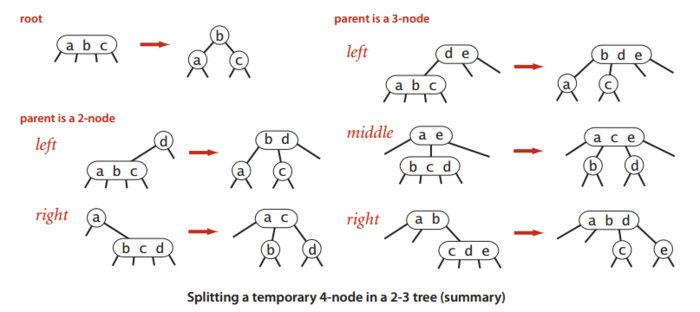 root
a b c
b
a
c
parent is a 2-node
left
d
a b c
b d
a
c
right
a
b c d
a c
b
d
parent is a 3-node
left
d e
a b c
b d e
a
c
middle
a e
b c d
a c e
b
d
right
a b
c d e
a b d
c
e
Splitting a temporary 4-node in a 2-3 tree (summary)